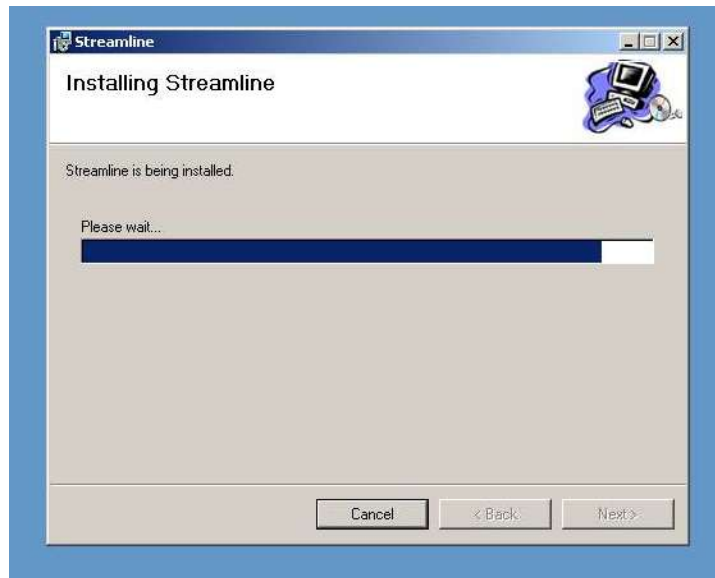 Streamline
Installing Streamline
Streamline is being installed.
Please wait...
Cancel
< Back
Next >